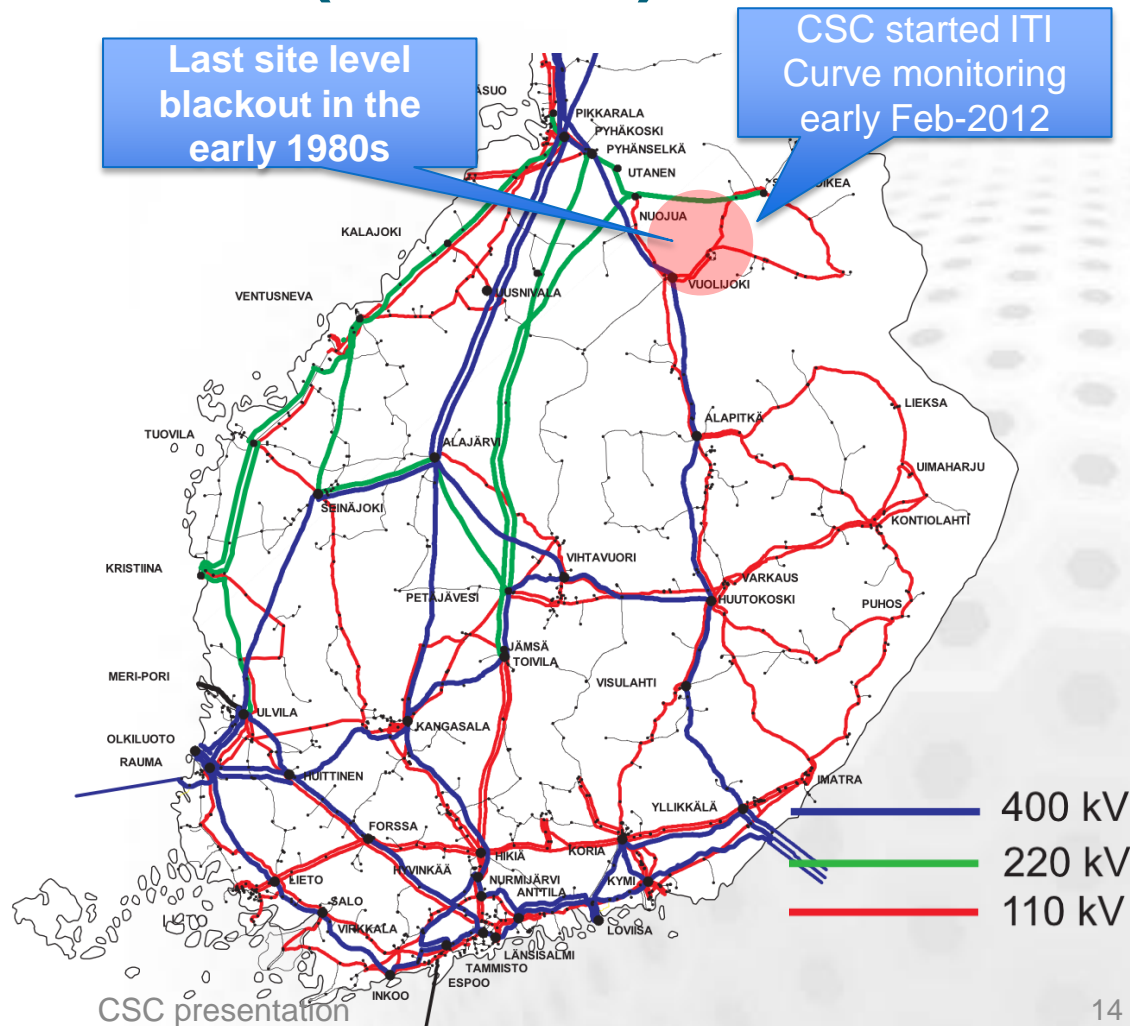 Last site level
blackout in the
early 1980s
CSC started ITI
Curve monitoring
early Feb-2012
PIKKARALA
PYHÄKOSKI
PYHÄNSELKÄ
UTANEN
NUOJUA
KALAJOKI
VUOLIJOKI
VENTUSNEVA
LIEKSA
ALAPITKÄ
TUOVILA
ALAJÄRVI
UIMAHARJU
SEINÄJOKI
KONTIOLAHTI
VIHTAVUORI
KRISTIINA
VARKAUS
PETÄJÄVESI
HUUTOKOSKI
PUHOS
JÄMSÄ
TOIVILA
MERI-PORI
VISULAHTI
ULVILA
KANGASALA
OLKILUOTO
RAUMA
HUITTINEN
IMATRA
YLLIKKÄLÄ
400 kV
FORSSA
KORIA
HIKIÄ
220 kV
HYVINKÄÄ
NURMIJÄRVI
KYMI
LIETO
ANTTILA
110 kV
SALO
VIRKKALA
LOVIISA
LÄNSISALMI
TAMMISTO
ESPOO
INKOO
CSC presentation
14